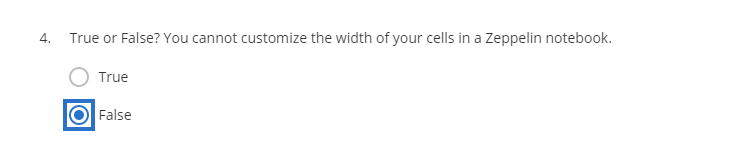 4. True or False? You cannot customize the width of your cells in a Zeppelin notebook.
True
False